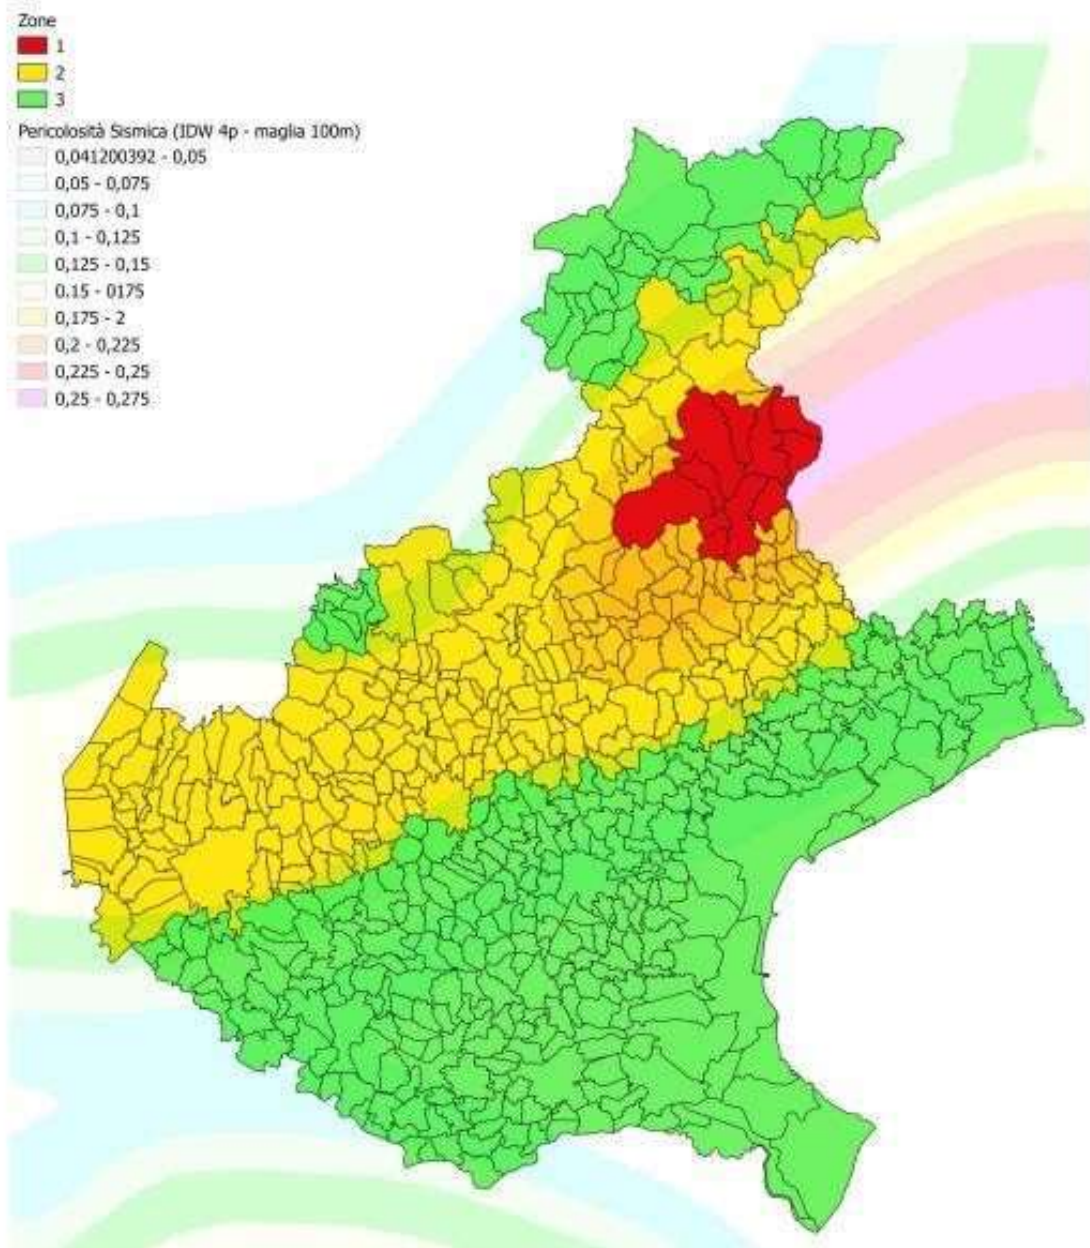 Zone
1
2
3
Pericolosità Sismica (IDW 4p - maglia 100m)
0,041200392 - 0,05
0,05 - 0,075
0,075 - 0,1
0,1 - 0,125
0,125 - 0,15
0.15 - 0175
0,175 - 2
0,2 - 0,225
0,225 - 0,25
0,25 - 0,275